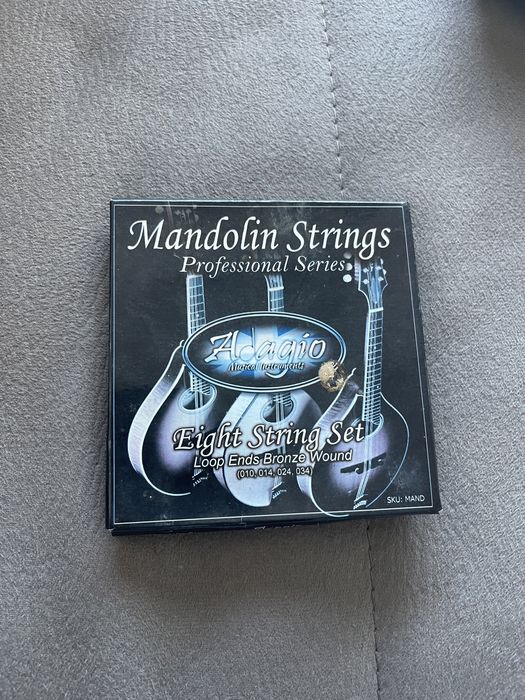 Mandolin Strings
Professional Series
Adagio
Musical Instruments
Eight String Set
Loop Ends Bronze Wound
(010, 014, 024, 034)
SKU: MAND